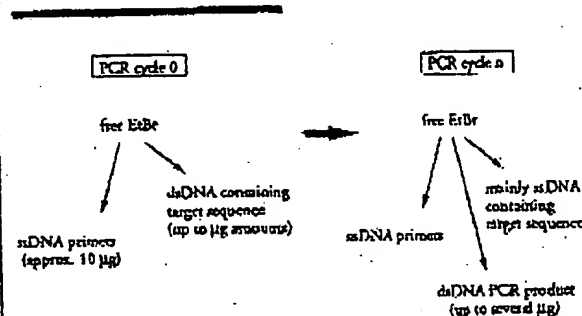 PCR cycle 0
free EtBr
dsDNA containing
target sequence
(up to µg amounts)
ssDNA primers
(approx. 10 µg)
PCR cycle n
free EtBr
mainly ssDNA
containing
target sequence
ssDNA primers
dsDNA PCR product
(up to several µg)